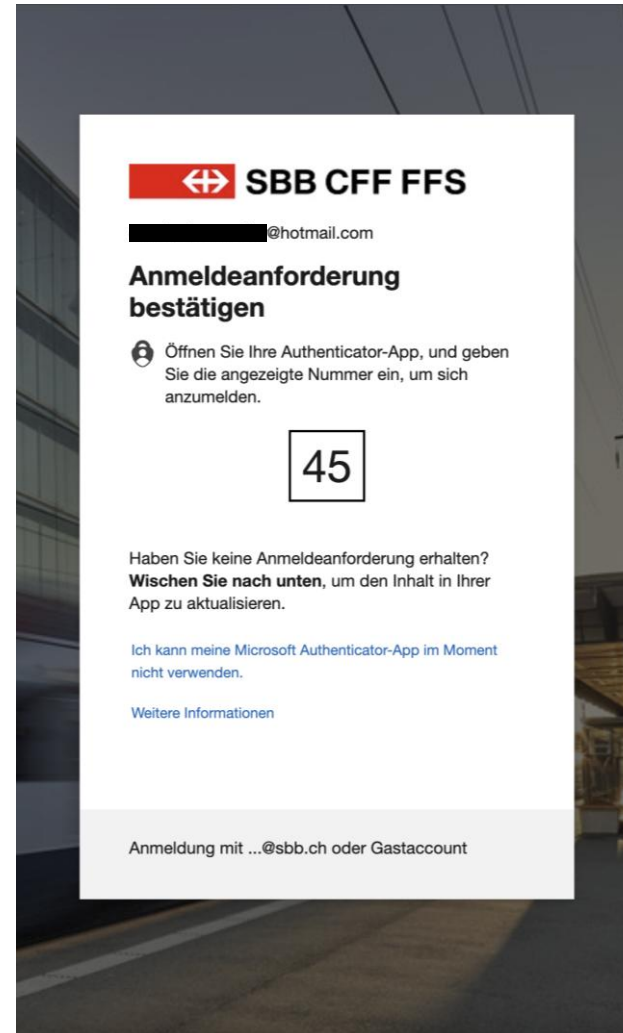 SBB CFF FFS
@hotmail.com
Anmeldeanforderung
bestätigen
Öffnen Sie Ihre Authenticator-App, und geben
Sie die angezeigte Nummer ein, um sich
anzumelden.
45
Haben Sie keine Anmeldeanforderung erhalten?
Wischen Sie nach unten, um den Inhalt in Ihrer
App zu aktualisieren.
Ich kann meine Microsoft Authenticator-App im Moment
nicht verwenden.
Weitere Informationen
Anmeldung mit ...@sbb.ch oder Gastaccount